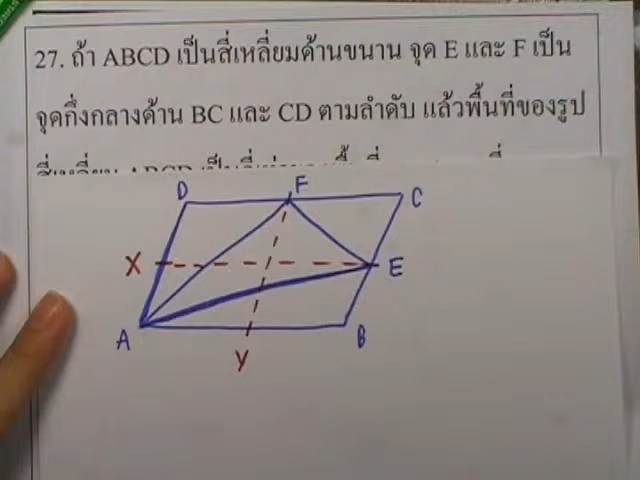 27. ถ้า ABCD เป็นสี่เหลี่ยมด้านขนาน จุด E และ F เป็น
จุดกึ่งกลางด้าน BC และ CD ตามลำดับ แล้วพื้นที่ของรูป
D F C
X E
A B
Y